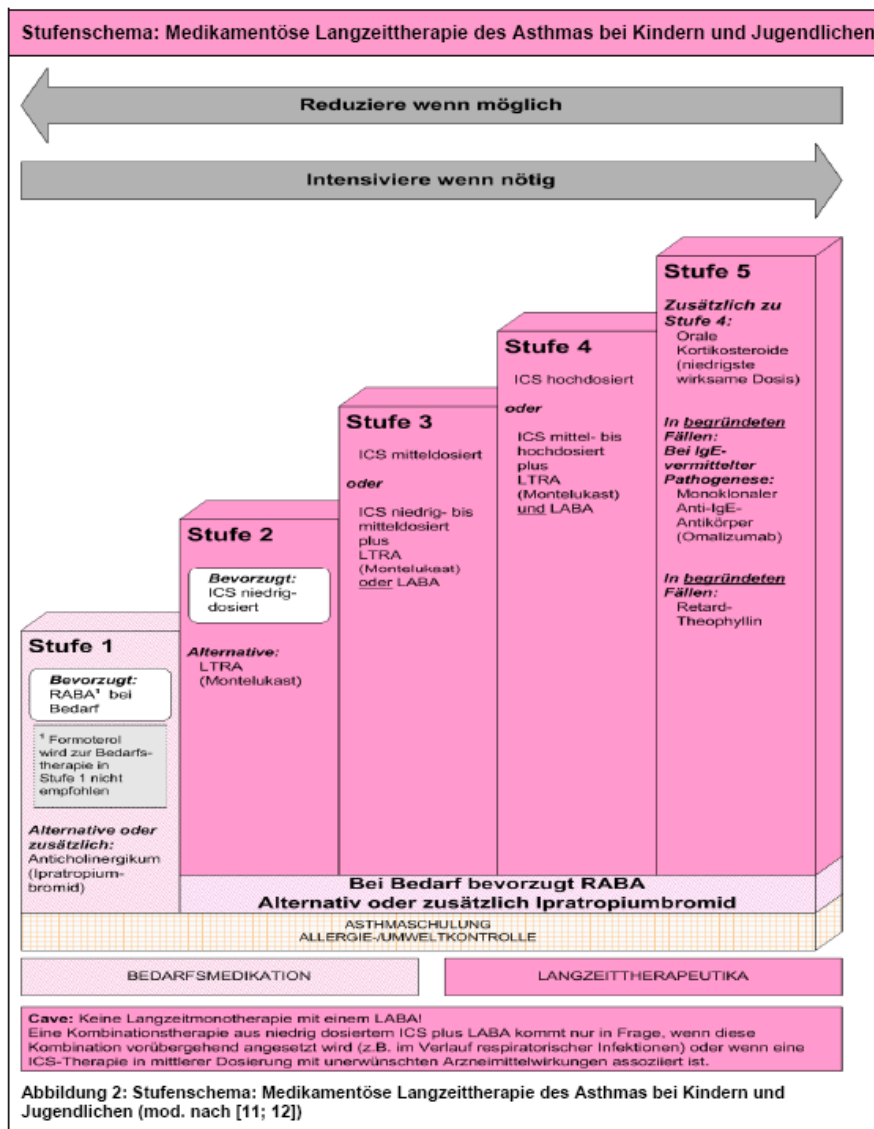 Stufenschema: Medikamentöse Langzeittherapie des Asthmas bei Kindern und Jugendlichen
Reduziere wenn möglich
Intensiviere wenn nötig
Stufe 1
Bevorzugt:
RABA¹ bei
Bedarf
¹ Formoterol
wird zur Bedarfs-
therapie in
Stufe 1 nicht
empfohlen
Alternative oder
zusätzlich:
Anticholinergikum
(Ipratropium-
bromid)
Stufe 2
Bevorzugt:
ICS niedrig-
dosiert
Alternative:
LTRA
(Montelukast)
Stufe 3
ICS mitteldosiert
oder
ICS niedrig- bis
mitteldosiert
plus
LTRA
(Montelukast)
oder LABA
Stufe 4
ICS hochdosiert
oder
ICS mittel- bis
hochdosiert
plus
LTRA
(Montelukast)
und LABA
Stufe 5
Zusätzlich zu
Stufe 4:
Orale
Kortikosteroide
(niedrigste
wirksame Dosis)
In begründeten
Fällen:
Bei IgE-
vermittelter
Pathogenese:
Monoklonaler
Anti-IgE-
Antikörper
(Omalizumab)
In begründeten
Fällen:
Retard-
Theophyllin
Bei Bedarf bevorzugt RABA
Alternativ oder zusätzlich Ipratropiumbromid
ASTHMASCHULUNG
ALLERGIE-/UMWELTKONTROLLE
BEDARFSMEDIKATION
LANGZEITTHERAPEUTIKA
Cave: Keine Langzeitmonotherapie mit einem LABA!
Eine Kombinationstherapie aus niedrig dosiertem ICS plus LABA kommt nur in Frage, wenn diese
Kombination vorübergehend angesetzt wird (z.B. im Verlauf respiratorischer Infektionen) oder wenn eine
ICS-Therapie in mittlerer Dosierung mit unerwünschten Arzneimittelwirkungen assoziiert ist.
Abbildung 2: Stufenschema: Medikamentöse Langzeittherapie des Asthmas bei Kindern und
Jugendlichen (mod. nach [11; 12])